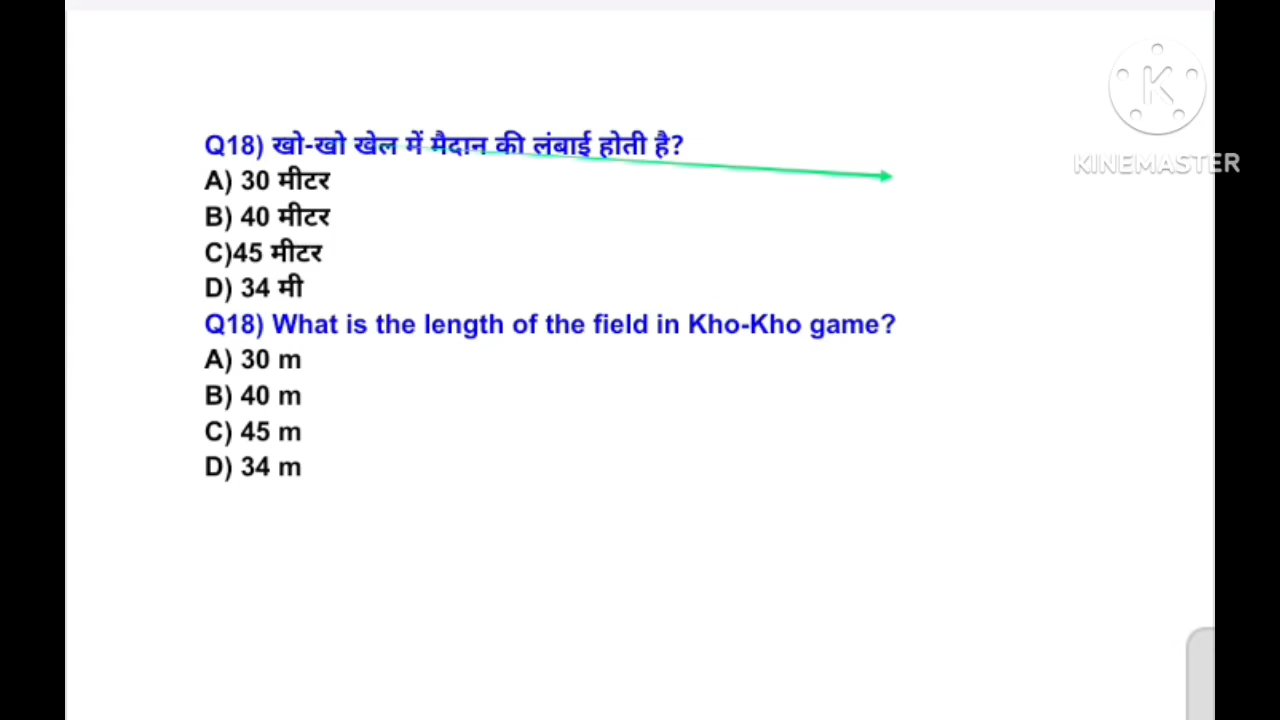 Q18) खो-खो खेल में मैदान की लंबाई होती है?
A) 30 मीटर
B) 40 मीटर
C)45 मीटर
D) 34 मी
Q18) What is the length of the field in Kho-Kho game?
A) 30 m
B) 40 m
C) 45 m
D) 34 m
K
KINEMASTER